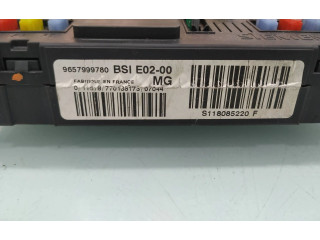 9657999780 BSI E02-00
FABRIQUE EN FRANCE MG
S118085220 F